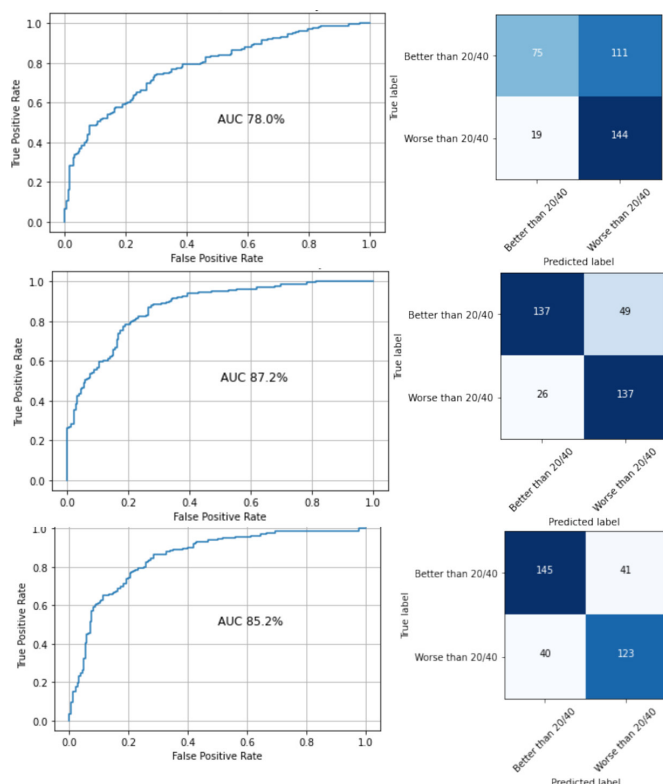 1.0
0.8
0.6
0.4
0.2
0.0
True Positive Rate
AUC 78.0%
0.0 0.2 0.4 0.6 0.8 1.0
False Positive Rate
True label
Better than 20/40
Worse than 20/40
75 111
19 144
Better than 20/40
Worse than 20/40
Predicted label
1.0
0.8
0.6
0.4
0.2
0.0
True Positive Rate
AUC 87.2%
0.0 0.2 0.4 0.6 0.8 1.0
False Positive Rate
True label
Better than 20/40
Worse than 20/40
137 49
26 137
Better than 20/40
Worse than 20/40
Predicted label
1.0
0.8
0.6
0.4
0.2
0.0
True Positive Rate
AUC 85.2%
0.0 0.2 0.4 0.6 0.8 1.0
False Positive Rate
True label
Better than 20/40
Worse than 20/40
145 41
40 123
Better than 20/40
Worse than 20/40
Predicted label